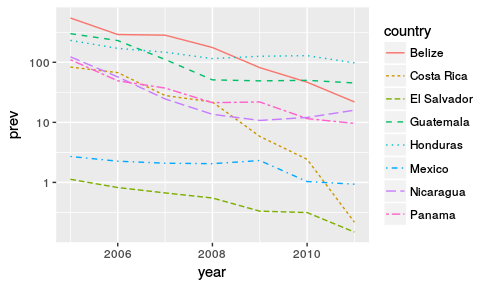 prev
100
10
1
2006
2008
2010
year
country
Belize
Costa Rica
El Salvador
Guatemala
Honduras
Mexico
Nicaragua
Panama